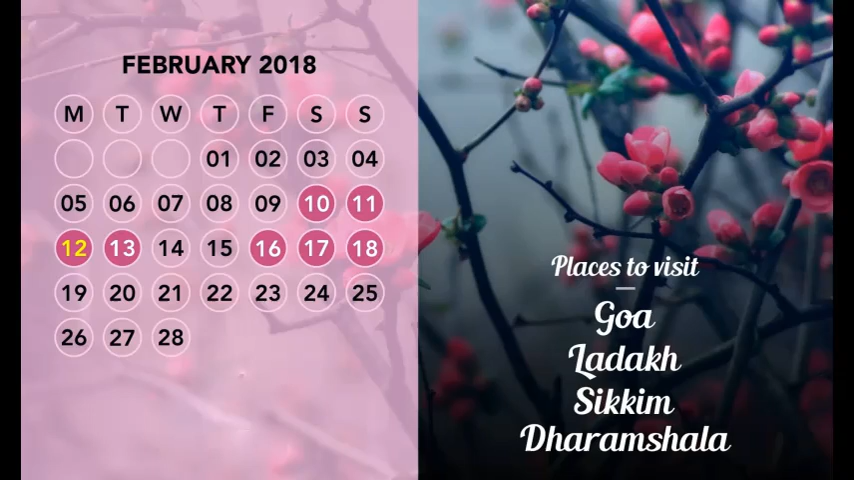 FEBRUARY 2018
M T W T F S S
01 02 03 04
05 06 07 08 09 10 11
12 13 14 15 16 17 18
19 20 21 22 23 24 25
26 27 28
Places to visit
Goa
Ladakh
Sikkim
Dharamshala